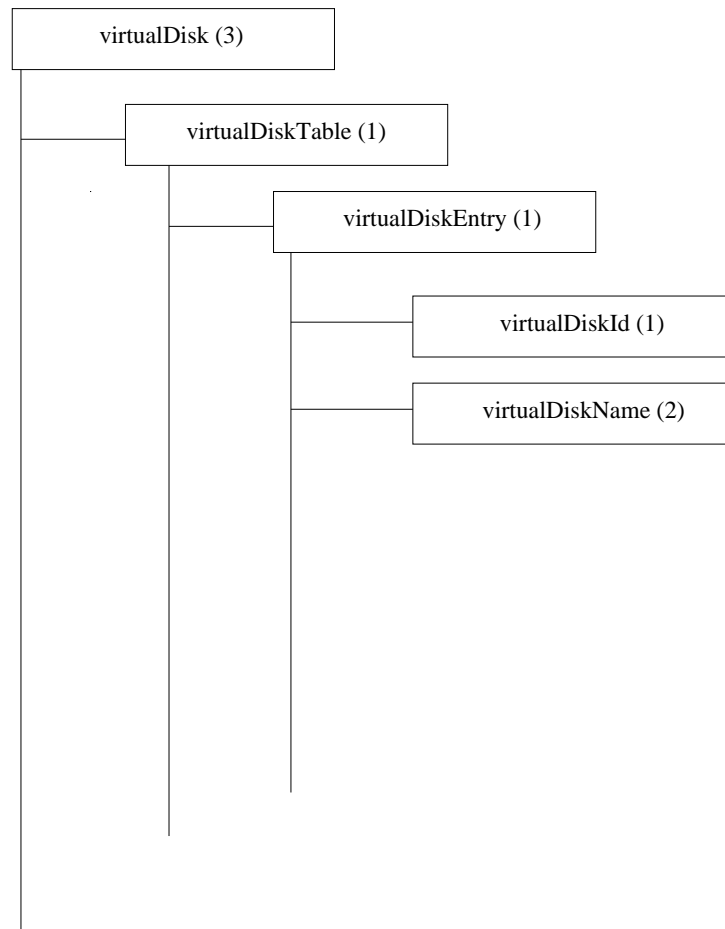 virtualDisk (3)
virtualDiskTable (1)
virtualDiskEntry (1)
virtualDiskId (1)
virtualDiskName (2)